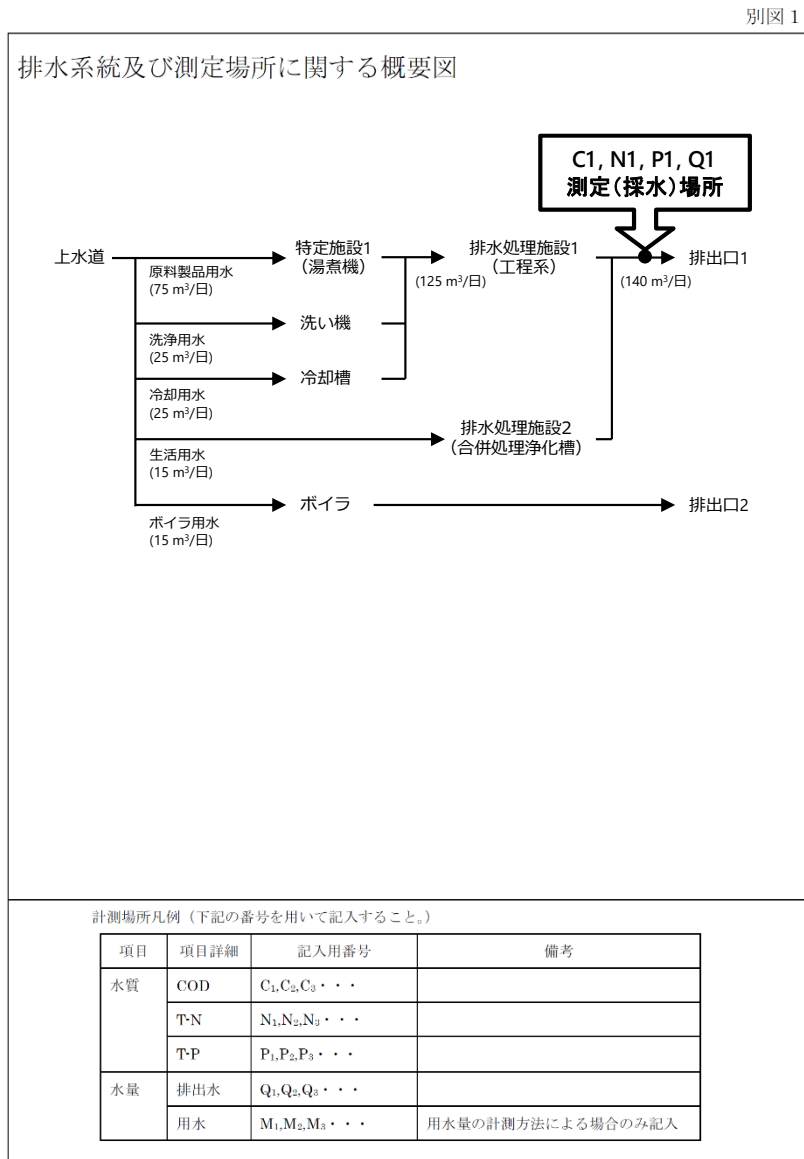 別図 1
排水系統及び測定場所に関する概要図
C1, N1, P1, Q1
測定(採水)場所
上水道
原料製品用水
(75 m³/日)
特定施設1
(湯煮機)
(125 m³/日)
排水処理施設1
(工程系)
(140 m³/日)
排出口1
洗浄用水
(25 m³/日)
洗い機
冷却用水
(25 m³/日)
冷却槽
生活用水
(15 m³/日)
排水処理施設2
(合併処理浄化槽)
ボイラ用水
(15 m³/日)
ボイラ
排出口2
計測場所凡例（下記の番号を用いて記入すること。）
項目 項目詳細 記入用番号 備考
水質 COD C₁,C₂,C₃・・・
T-N N₁,N₂,N₃・・・
T-P P₁,P₂,P₃・・・
水量 排出水 Q₁,Q₂,Q₃・・・
用水 M₁,M₂,M₃・・・ 用水量の計測方法による場合のみ記入